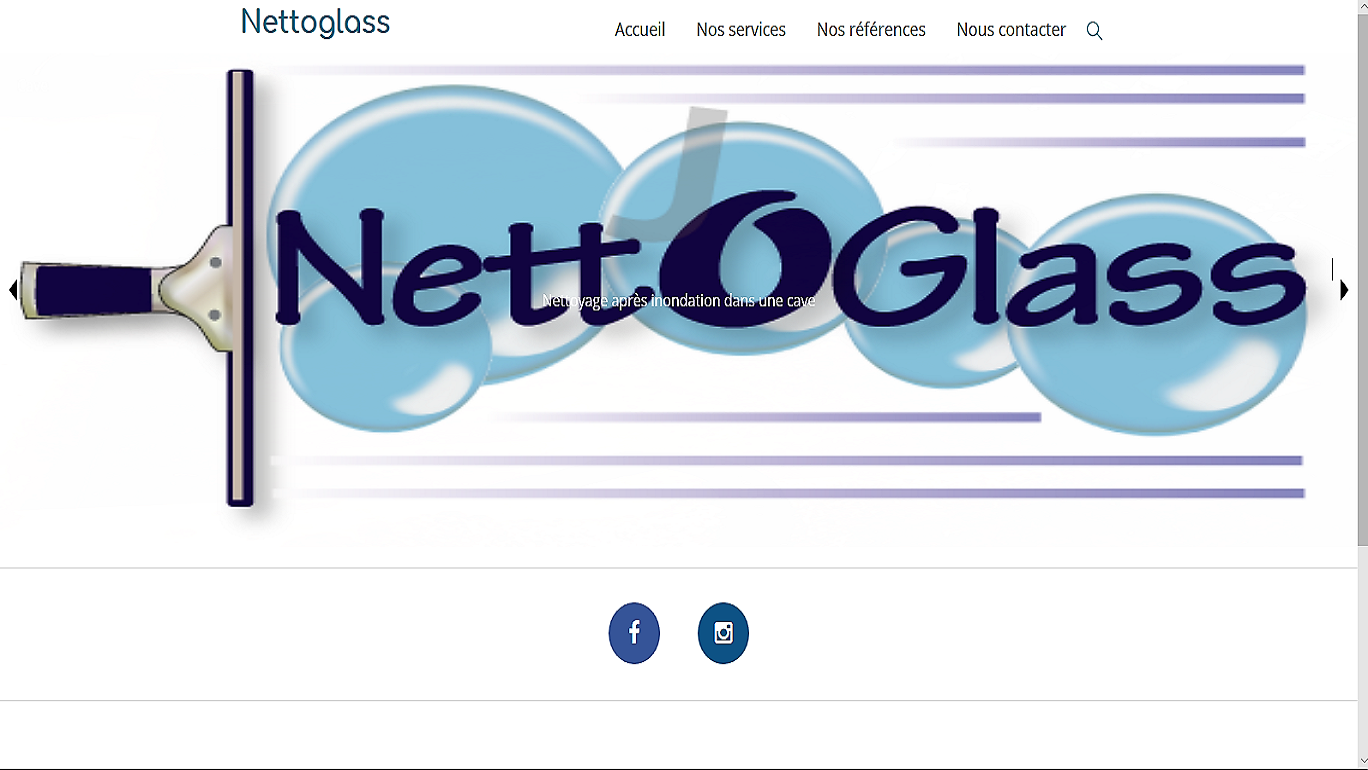 Nettoglass
Accueil Nos services Nos références Nous contacter
J
NettOGlass
Nettoyage après inondation dans une cave